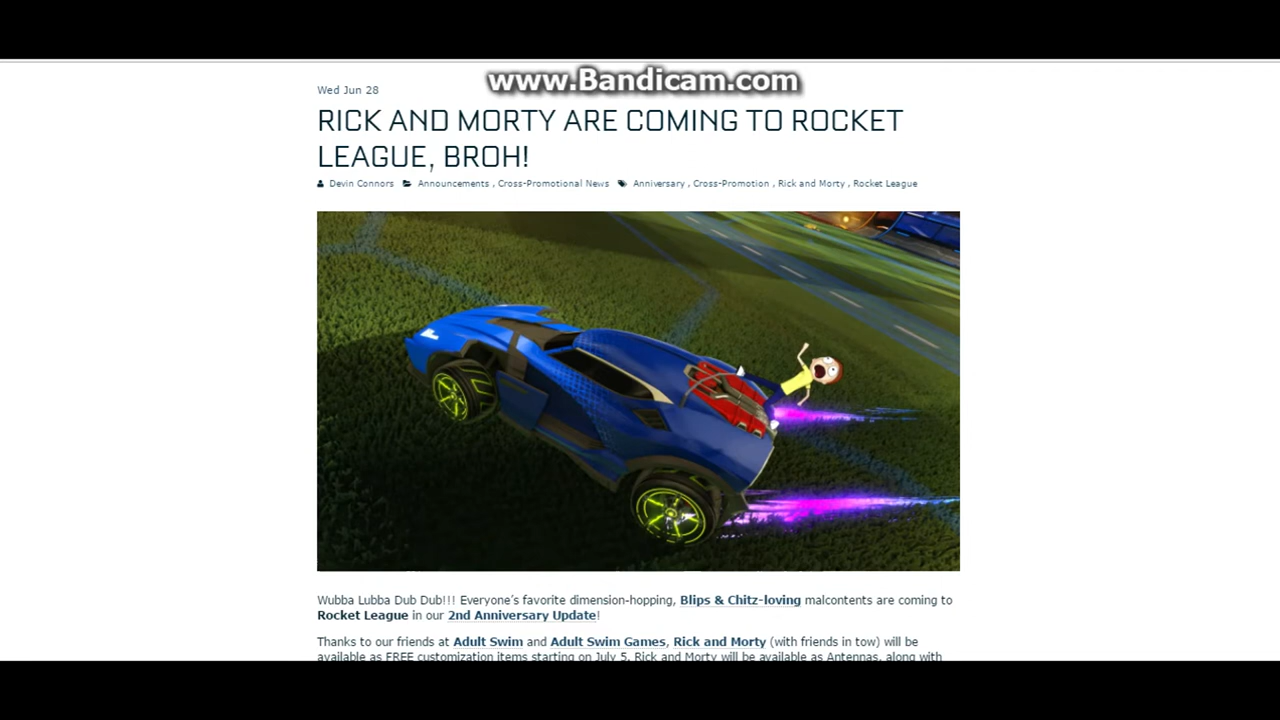 www.Bandicam.com
Wed Jun 28
RICK AND MORTY ARE COMING TO ROCKET
LEAGUE, BROH!
Devin Connors Announcements , Cross-Promotional News Anniversary , Cross-Promotion , Rick and Morty , Rocket League
Wubba Lubba Dub Dub!!! Everyone's favorite dimension-hopping, Blips & Chitz-loving malcontents are coming to
Rocket League in our 2nd Anniversary Update!
Thanks to our friends at Adult Swim and Adult Swim Games, Rick and Morty (with friends in tow) will be
available as FREE customization items starting on July 5. Rick and Morty will be available as Antennas, along with